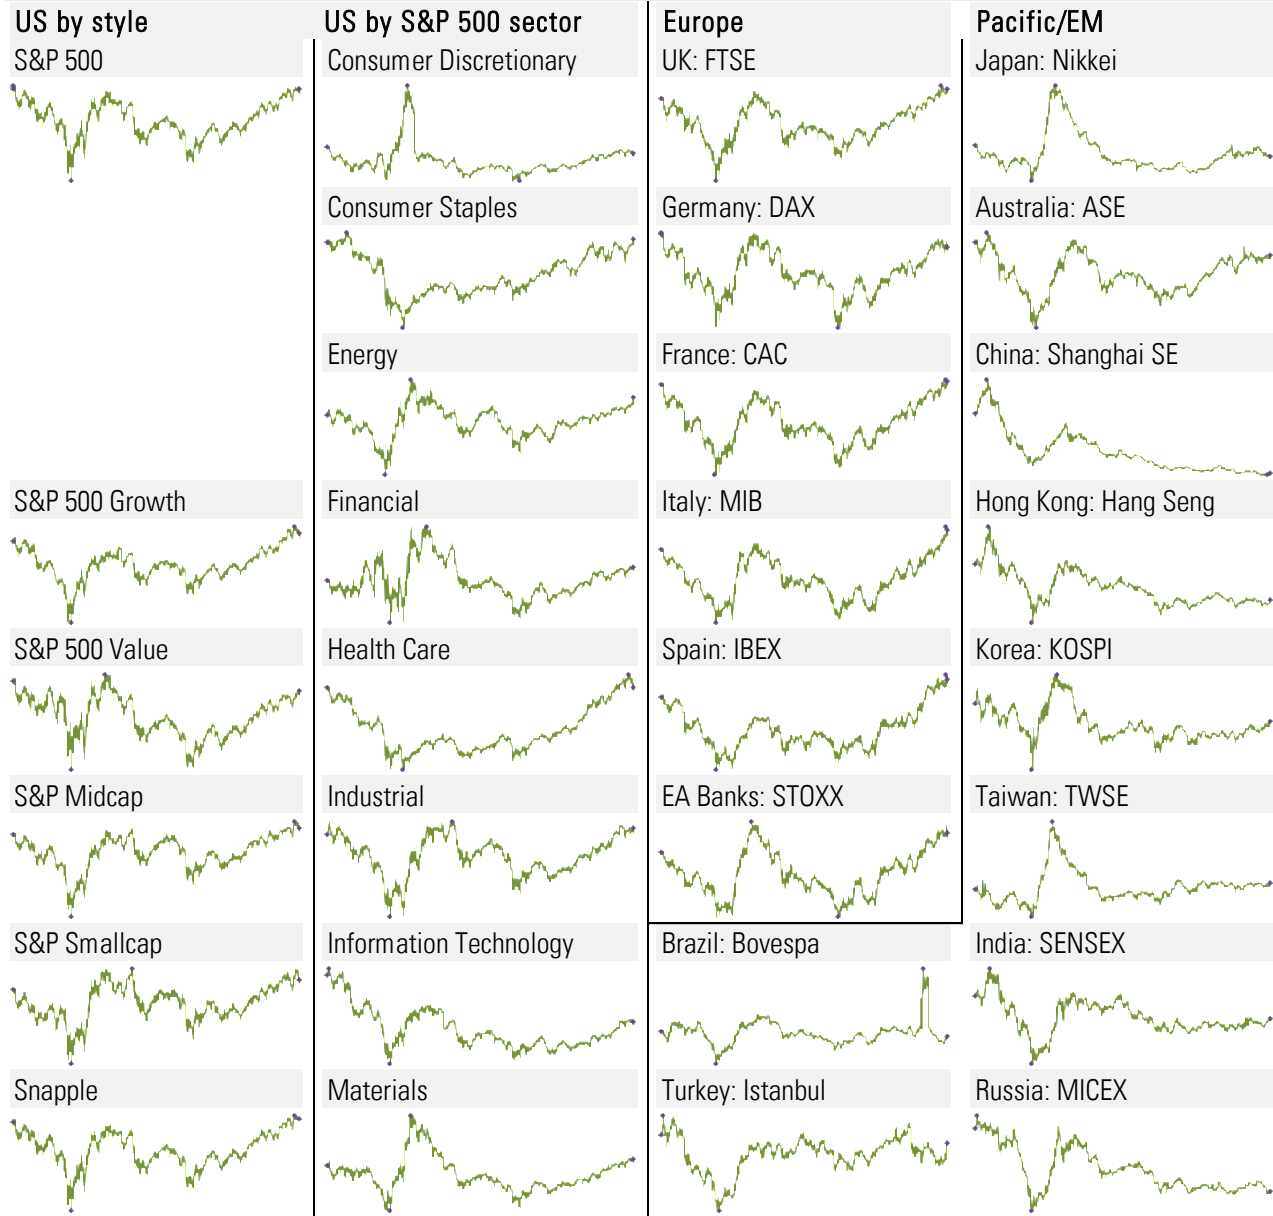 US by style
US by S&P 500 sector
Europe
Pacific/EM
S&P 500
Consumer Discretionary
UK: FTSE
Japan: Nikkei
Consumer Staples
Germany: DAX
Australia: ASE
Energy
France: CAC
China: Shanghai SE
S&P 500 Growth
Financial
Italy: MIB
Hong Kong: Hang Seng
S&P 500 Value
Health Care
Spain: IBEX
Korea: KOSPI
S&P Midcap
Industrial
EA Banks: STOXX
Taiwan: TWSE
S&P Smallcap
Information Technology
Brazil: Bovespa
India: SENSEX
Snapple
Materials
Turkey: Istanbul
Russia: MICEX